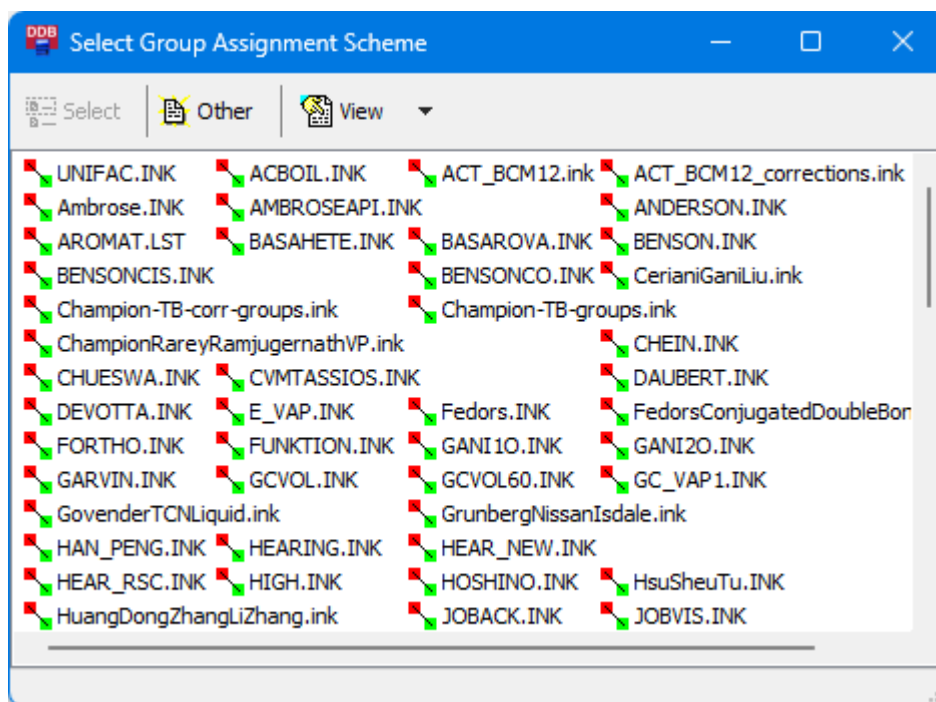 DDB Select Group Assignment Scheme
Select Other View
UNIFAC.INK ACBOIL.INK ACT_BCM12.ink ACT_BCM12_corrections.ink
Ambrose.INK AMBROSEAPI.INK ANDERSON.INK
AROMAT.LST BASAHETE.INK BASAROVA.INK BENSON.INK
BENSONCIS.INK BENSONCO.INK CerianiGaniLiu.ink
Champion-TB-corr-groups.ink Champion-TB-groups.ink
ChampionRareyRamjugernathVP.ink CHEIN.INK
CHUESWA.INK CVMTASSIOS.INK DAUBERT.INK
DEVOTTA.INK E_VAP.INK Fedors.INK FedorsConjugatedDoubleBon
FORTHO.INK FUNKTION.INK GANI1O.INK GANI2O.INK
GARVIN.INK GCVOL.INK GCVOL60.INK GC_VAP1.INK
GovenderTCNLiquid.ink GrunbergNissanIsdale.ink
HAN_PENG.INK HEARING.INK HEAR_NEW.INK
HEAR_RSC.INK HIGH.INK HOSHINO.INK HsuSheuTu.INK
HuangDongZhangLiZhang.ink JOBACK.INK JOBVIS.INK